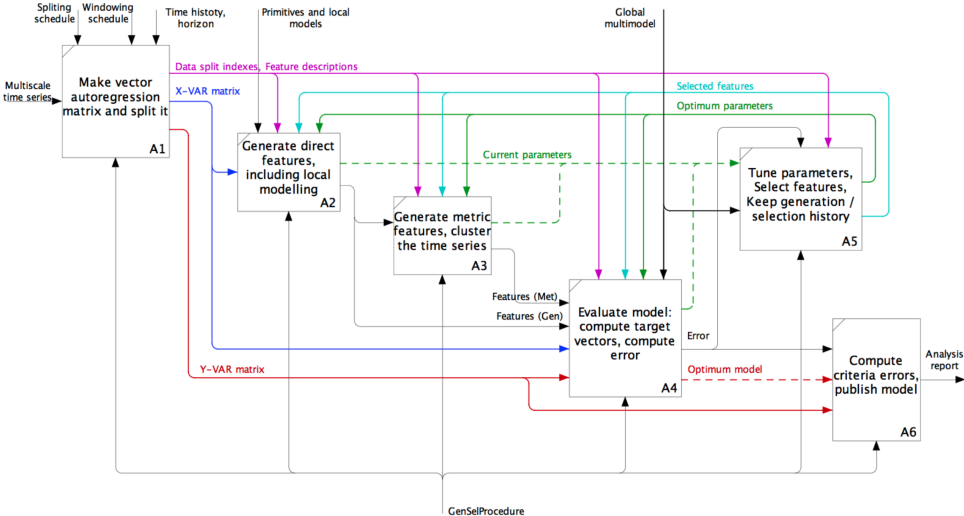 Spliting
schedule
Windowing
schedule
Time histoty,
horizon
Primitives and local
models
Global
multimodel
Multiscale
time series
Make vector
autoregression
matrix and split it
A1
Data split indexes, Feature descriptions
X-VAR matrix
Selected features
Optimum parameters
Generate direct
features,
including local
modelling
A2
Current parameters
Tune parameters,
Select features,
Keep generation /
selection history
A5
Generate metric
features, cluster
the time series
A3
Features (Met)
Features (Gen)
Evaluate model:
compute target
vectors, compute
error
A4
Error
Y-VAR matrix
Optimum model
Compute
criteria errors,
publish model
A6
Analysis
report
GenSelProcedure